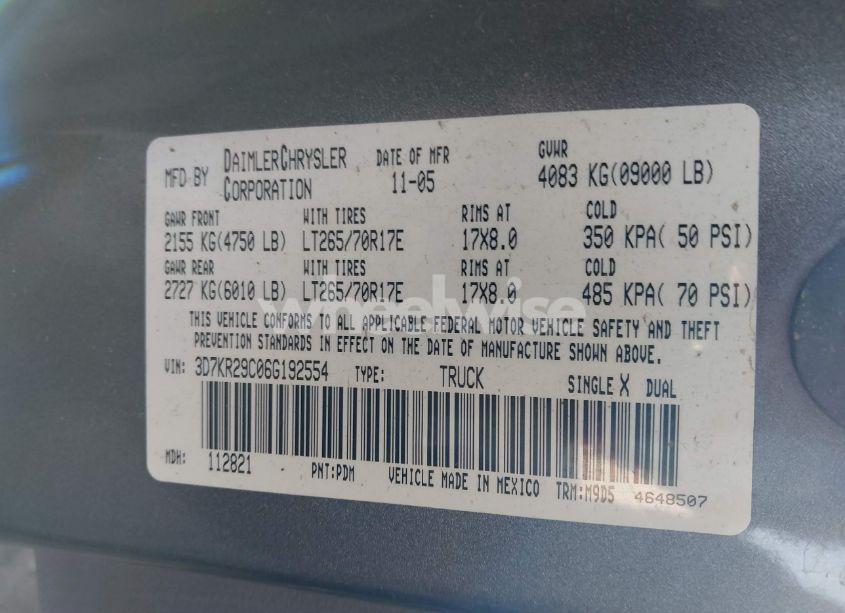 MFD BY DAIMLERCHRYSLER CORPORATION DATE OF MFR 11-05 GVWR 4083 KG(09000 LB)
GAWR FRONT WITH TIRES RIMS AT COLD
2155 KG(4750 LB) LT265/70R17E 17X8.0 350 KPA( 50 PSI)
GAWR REAR WITH TIRES RIMS AT COLD
2727 KG(6010 LB) LT265/70R17E 17X8.0 485 KPA( 70 PSI)
wheelwise
THIS VEHICLE CONFORMS TO ALL APPLICABLE FEDERAL MOTOR VEHICLE SAFETY AND THEFT
PREVENTION STANDARDS IN EFFECT ON THE DATE OF MANUFACTURE SHOWN ABOVE.
VIN: 3D7KR29C06G192554 TYPE: TRUCK SINGLE X DUAL
MDH: 112821 PNT:PDM VEHICLE MADE IN MEXICO TRM:M9D5 4648507